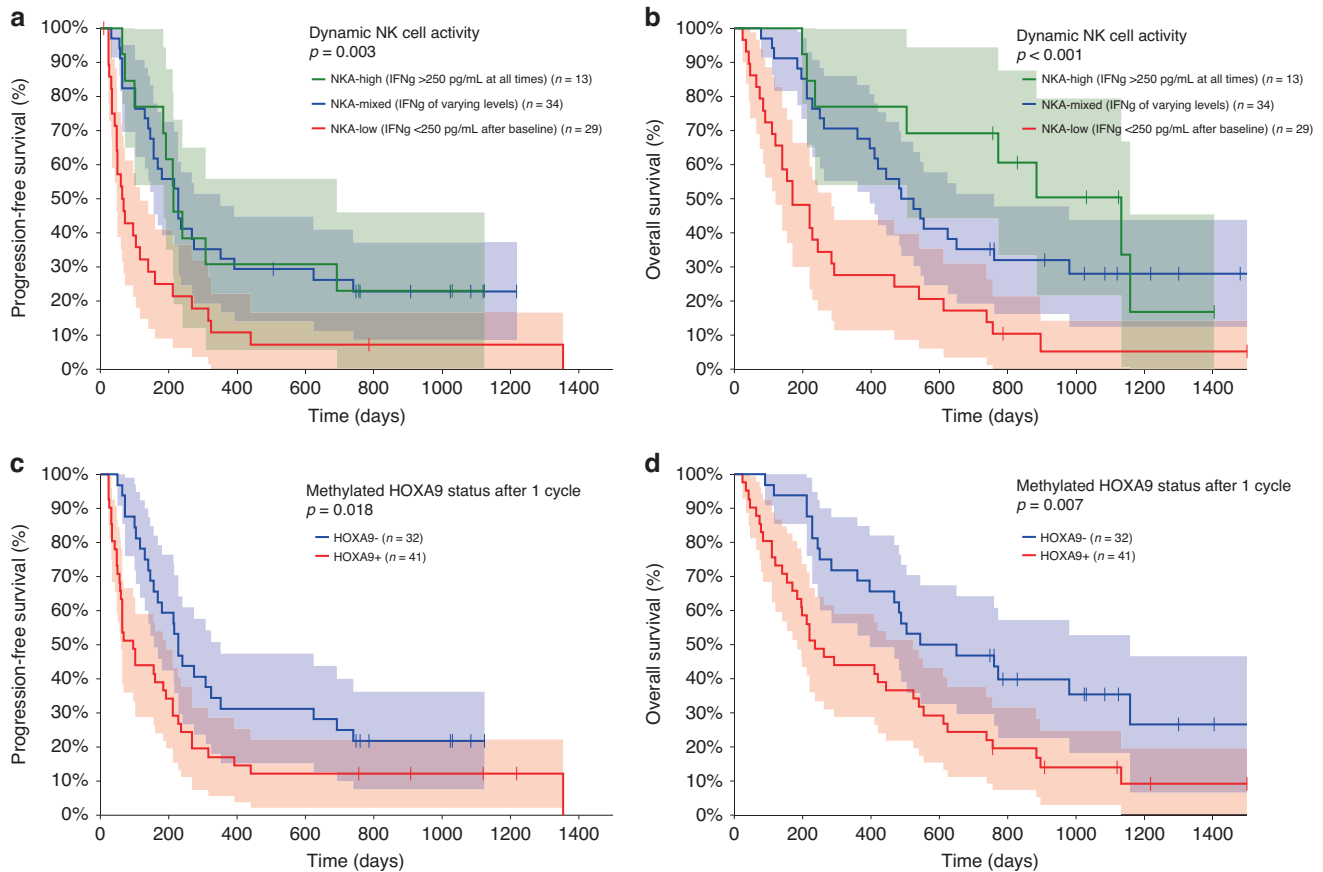 a
Dynamic NK cell activity
p = 0.003
NKA-high (IFNg >250 pg/mL at all times) (n = 13)
NKA-mixed (IFNg of varying levels) (n = 34)
NKA-low (IFNg <250 pg/mL after baseline) (n = 29)
Progression-free survival (%)
100%
90%
80%
70%
60%
50%
40%
30%
20%
10%
0%
0 200 400 600 800 1000 1200 1400
Time (days)
b
Dynamic NK cell activity
p < 0.001
NKA-high (IFNg >250 pg/mL at all times) (n = 13)
NKA-mixed (IFNg of varying levels) (n = 34)
NKA-low (IFNg <250 pg/mL after baseline) (n = 29)
Overall survival (%)
100%
90%
80%
70%
60%
50%
40%
30%
20%
10%
0%
0 200 400 600 800 1000 1200 1400
Time (days)
c
Methylated HOXA9 status after 1 cycle
p = 0.018
HOXA9- (n = 32)
HOXA9+ (n = 41)
Progression-free survival (%)
100%
90%
80%
70%
60%
50%
40%
30%
20%
10%
0%
0 200 400 600 800 1000 1200 1400
Time (days)
d
Methylated HOXA9 status after 1 cycle
p = 0.007
HOXA9- (n = 32)
HOXA9+ (n = 41)
Overall survival (%)
100%
90%
80%
70%
60%
50%
40%
30%
20%
10%
0%
0 200 400 600 800 1000 1200 1400
Time (days)